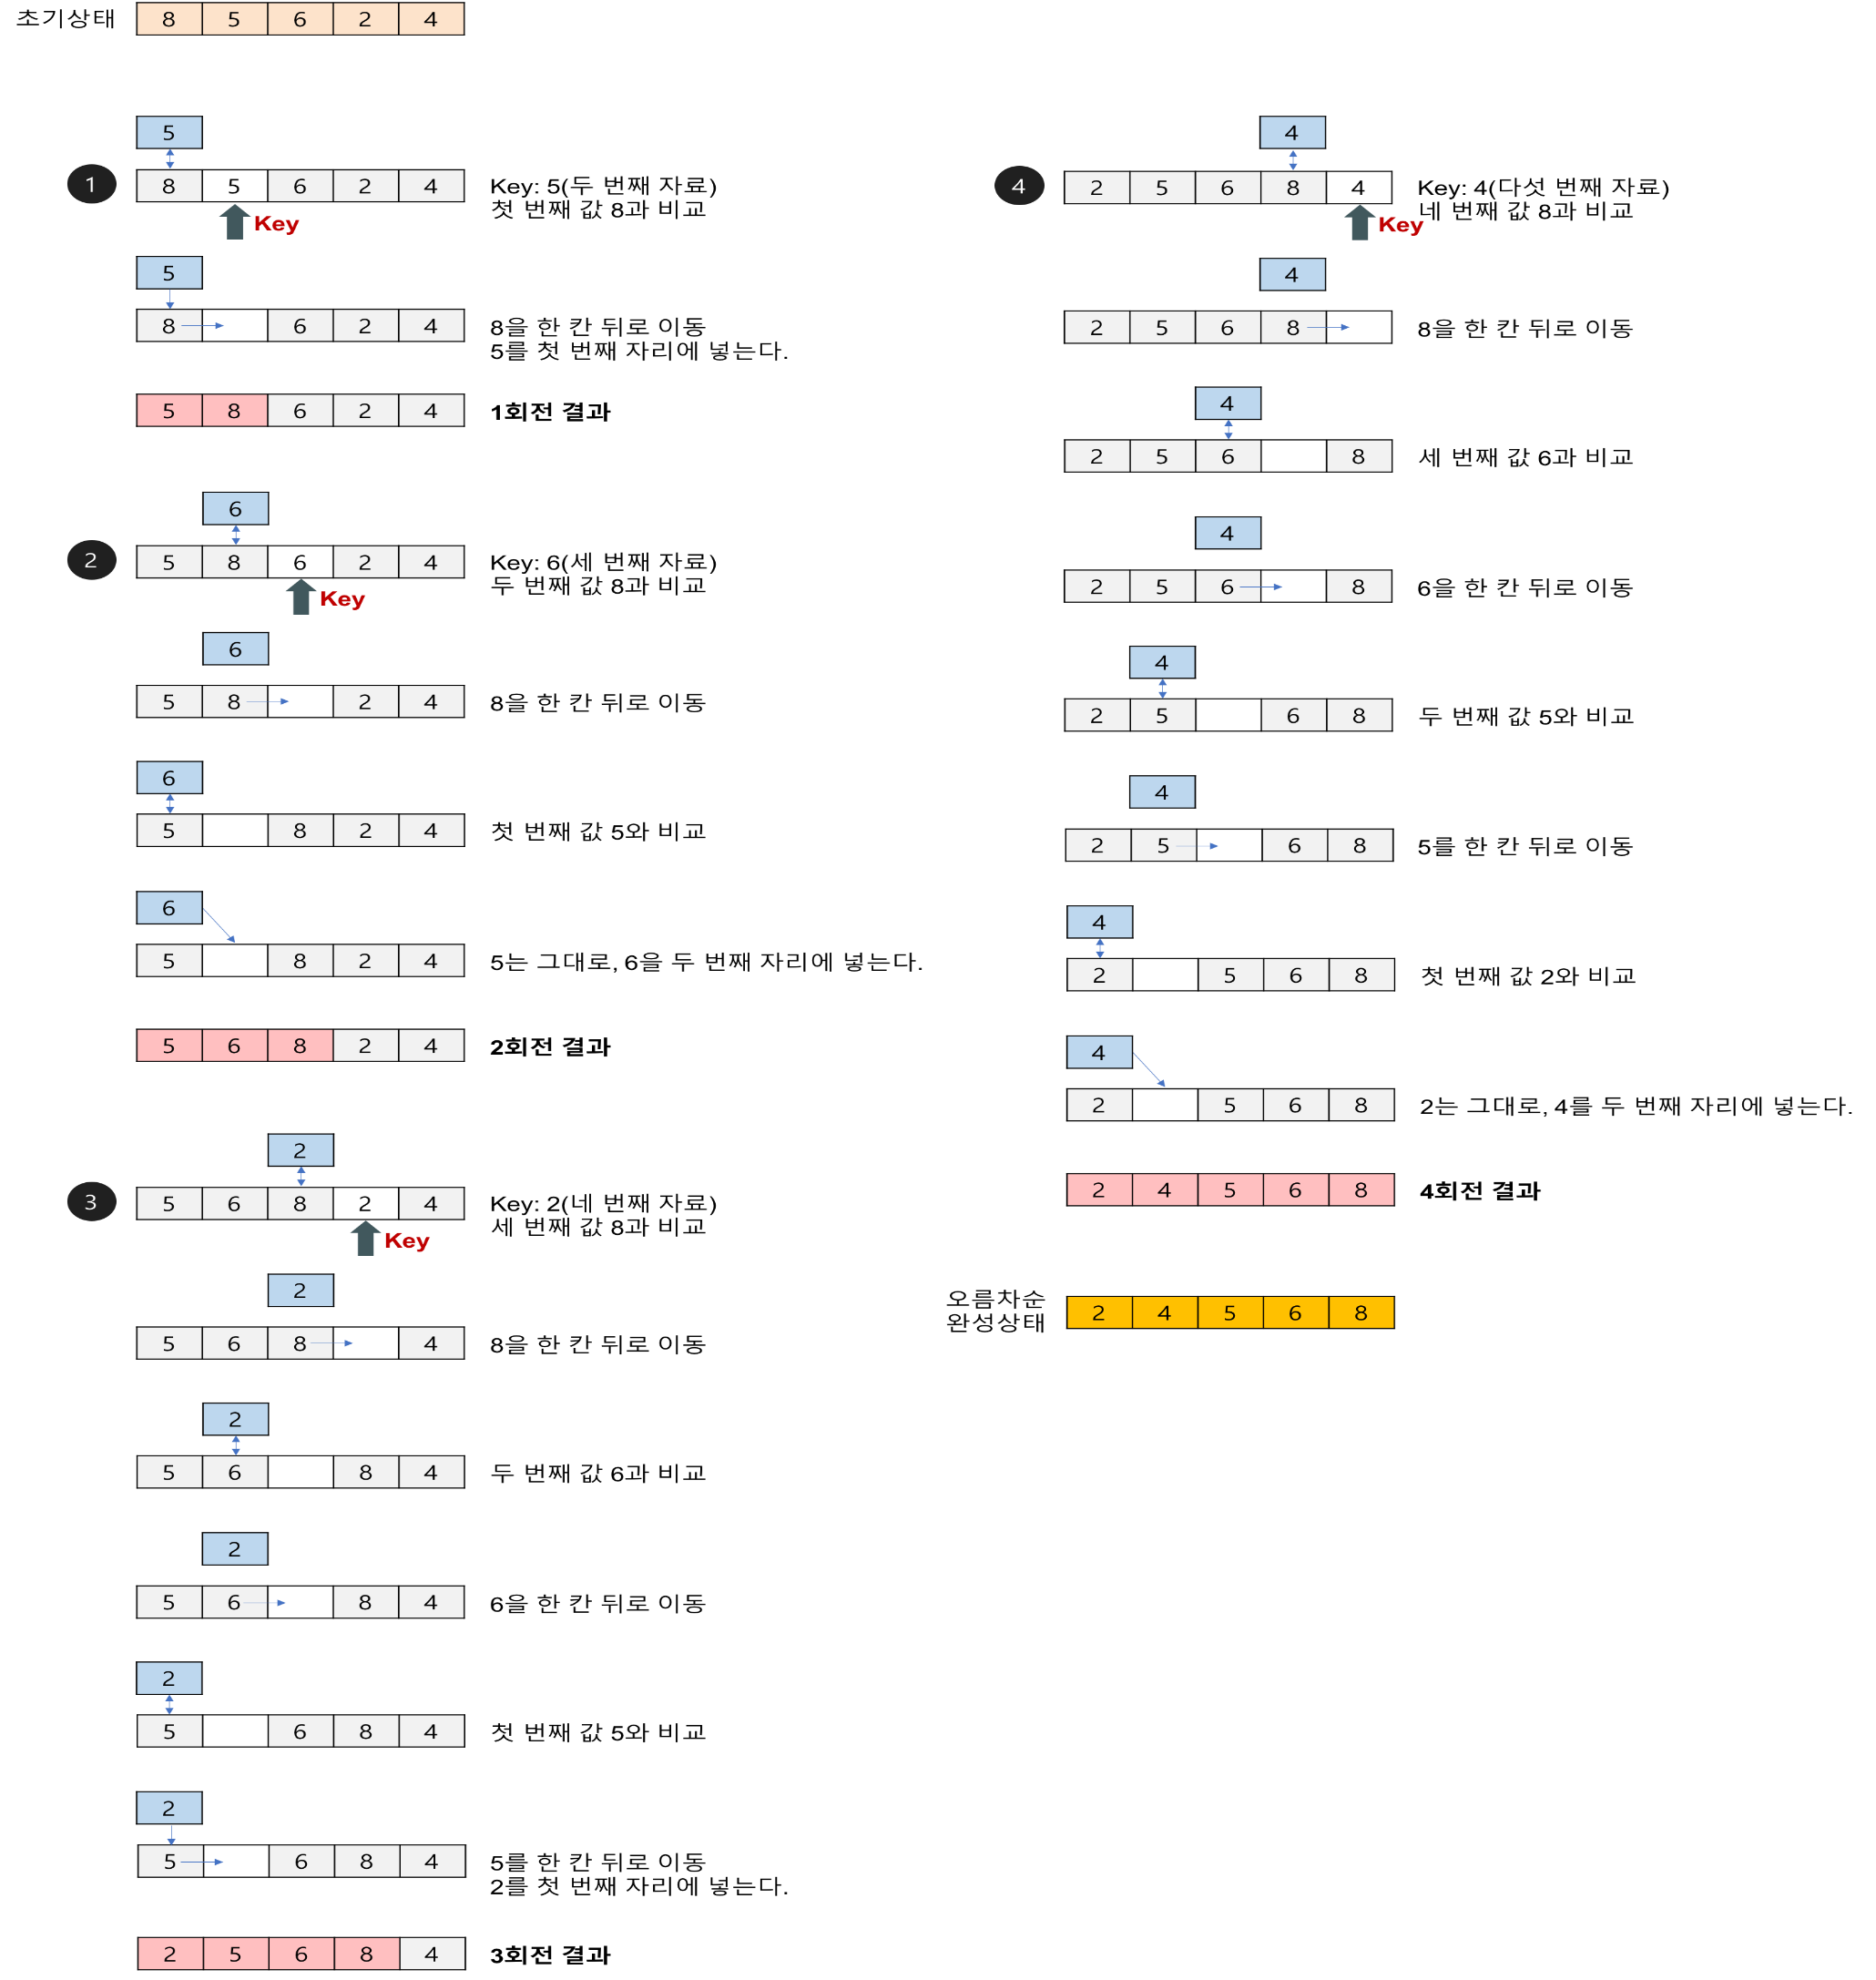 초기상태 8 5 6 2 4
5
1 8 5 6 2 4 Key: 5(두 번째 자료)
첫 번째 값 8과 비교
Key
5
8 6 2 4 8을 한 칸 뒤로 이동
5를 첫 번째 자리에 넣는다.
5 8 6 2 4 1회전 결과
6
2 5 8 6 2 4 Key: 6(세 번째 자료)
두 번째 값 8과 비교
Key
6
5 8 2 4 8을 한 칸 뒤로 이동
6
5 8 2 4 첫 번째 값 5와 비교
6
5 8 2 4 5는 그대로, 6을 두 번째 자리에 넣는다.
5 6 8 2 4 2회전 결과
2
3 5 6 8 2 4 Key: 2(네 번째 자료)
세 번째 값 8과 비교
Key
2
5 6 8 4 8을 한 칸 뒤로 이동
2
5 6 8 4 두 번째 값 6과 비교
2
5 6 8 4 6을 한 칸 뒤로 이동
2
5 6 8 4 첫 번째 값 5와 비교
2
5 6 8 4 5를 한 칸 뒤로 이동
2를 첫 번째 자리에 넣는다.
2 5 6 8 4 3회전 결과
4
4 2 5 6 8 4 Key: 4(다섯 번째 자료)
네 번째 값 8과 비교
Key
4
2 5 6 8 8을 한 칸 뒤로 이동
4
2 5 6 8 세 번째 값 6과 비교
4
2 5 6 8 6을 한 칸 뒤로 이동
4
2 5 6 8 두 번째 값 5와 비교
4
2 5 6 8 5를 한 칸 뒤로 이동
4
2 5 6 8 첫 번째 값 2와 비교
4
2 5 6 8 2는 그대로, 4를 두 번째 자리에 넣는다.
2 4 5 6 8 4회전 결과
오름차순
완성상태 2 4 5 6 8